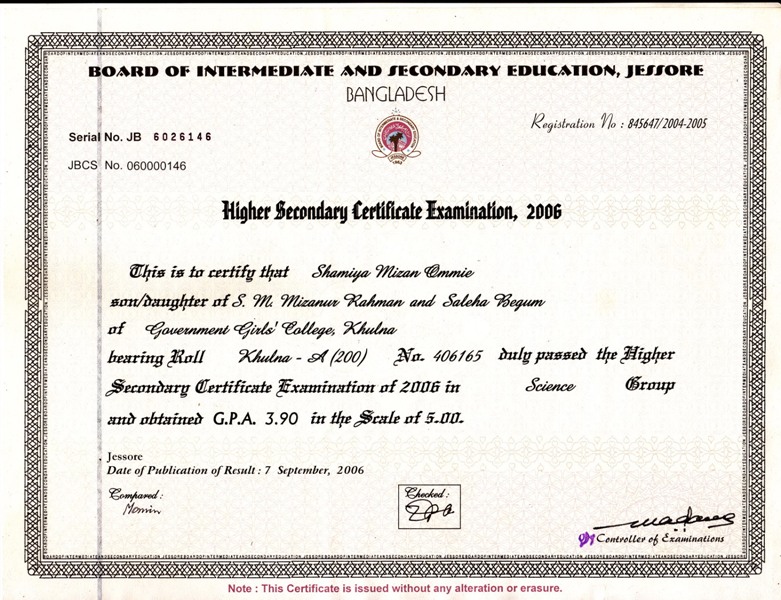 BOARD OF INTERMEDIATE AND SECONDARY EDUCATION, JESSORE
BANGLADESH
Registration No : 845647/2004-2005
Serial No. JB 6026146
JBCS No. 060000146
Higher Secondary Certificate Examination, 2006
This is to certify that Shamiya Mizan Ommie
son/daughter of S. M. Mizanur Rahman and Saleha Begum
of Government Girls' College, Khulna
bearing Roll Khulna - A (200) No. 406165 duly passed the Higher
Secondary Certificate Examination of 2006 in Science Group
and obtained G.P.A. 3.90 in the Scale of 5.00.
Jessore
Date of Publication of Result : 7 September, 2006
Compared :
Momin
Checked :
Controller of Examinations
Note : This Certificate is issued without any alteration or erasure.